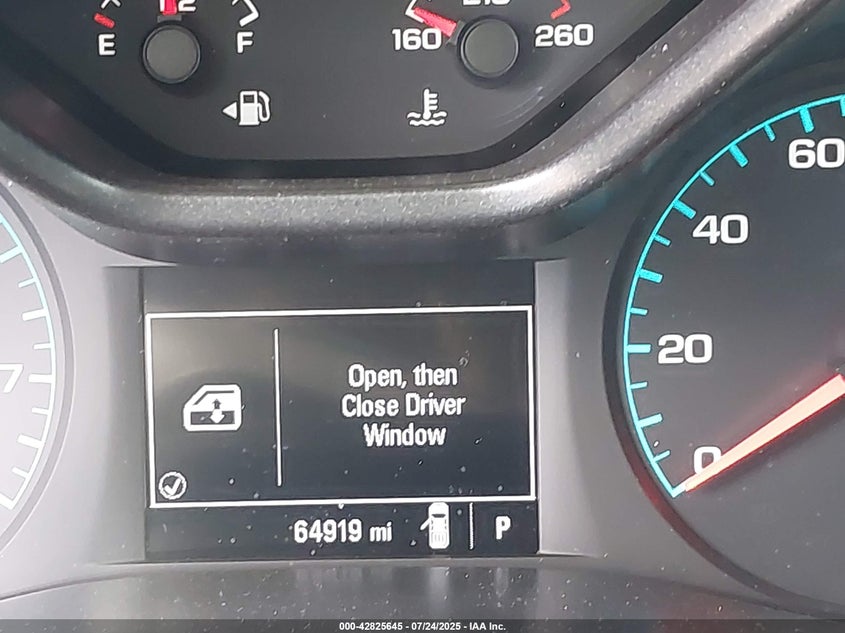 E
F
160
260
60
40
20
0
7
Open, then
Close Driver
Window
64919 mi
P
000-42825645 - 07/24/2025 - IAA Inc.